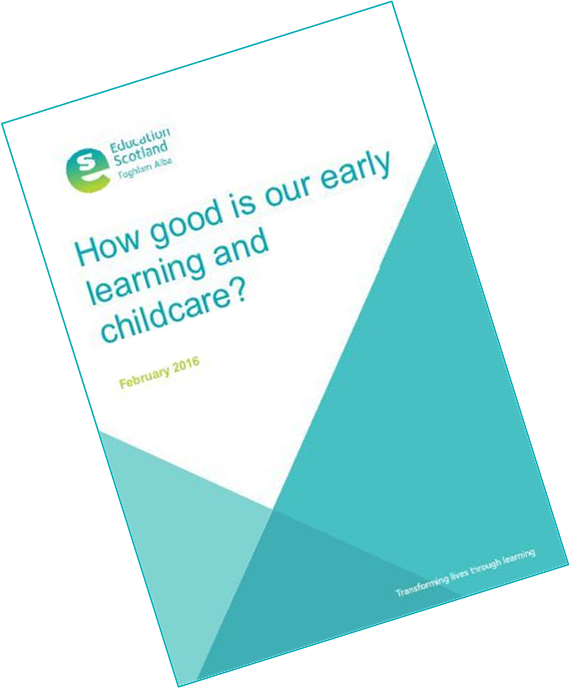 Education
Scotland
Foghlam Alba
How good is our early
learning and
childcare?
February 2016
Transforming lives through learning